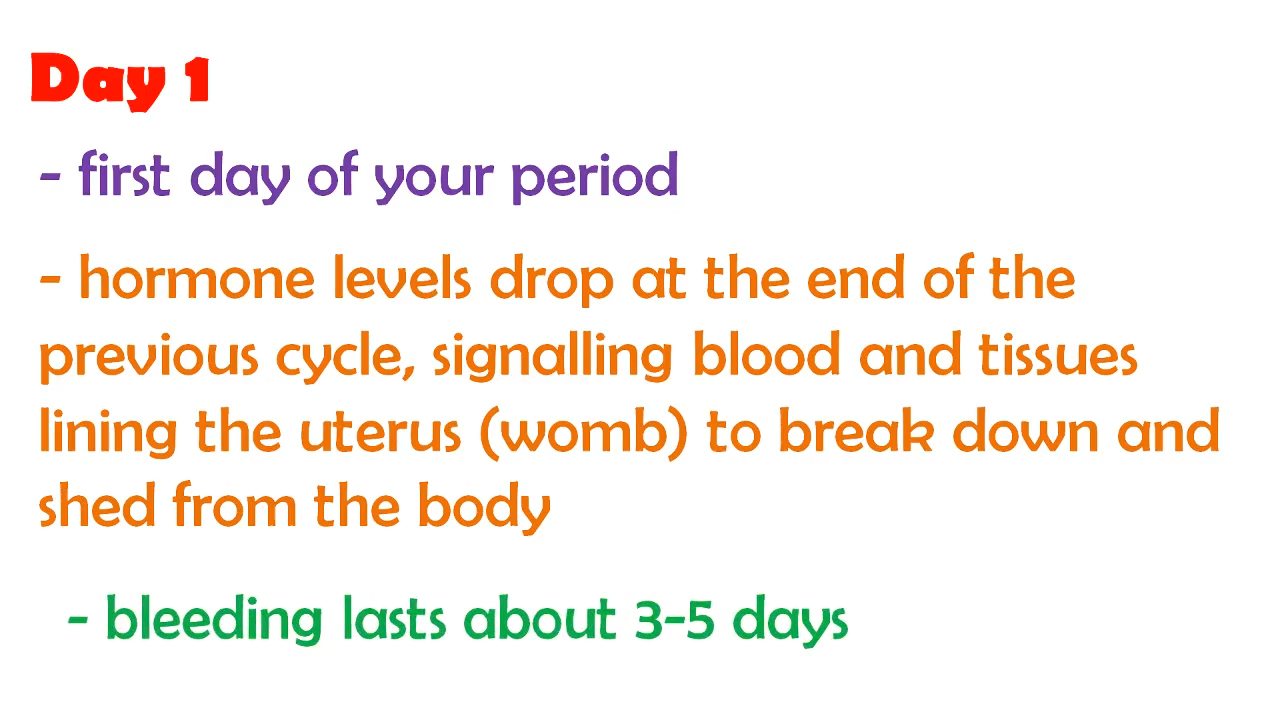 Day 1
- first day of your period
- hormone levels drop at the end of the
previous cycle, signalling blood and tissues
lining the uterus (womb) to break down and
shed from the body
- bleeding lasts about 3-5 days